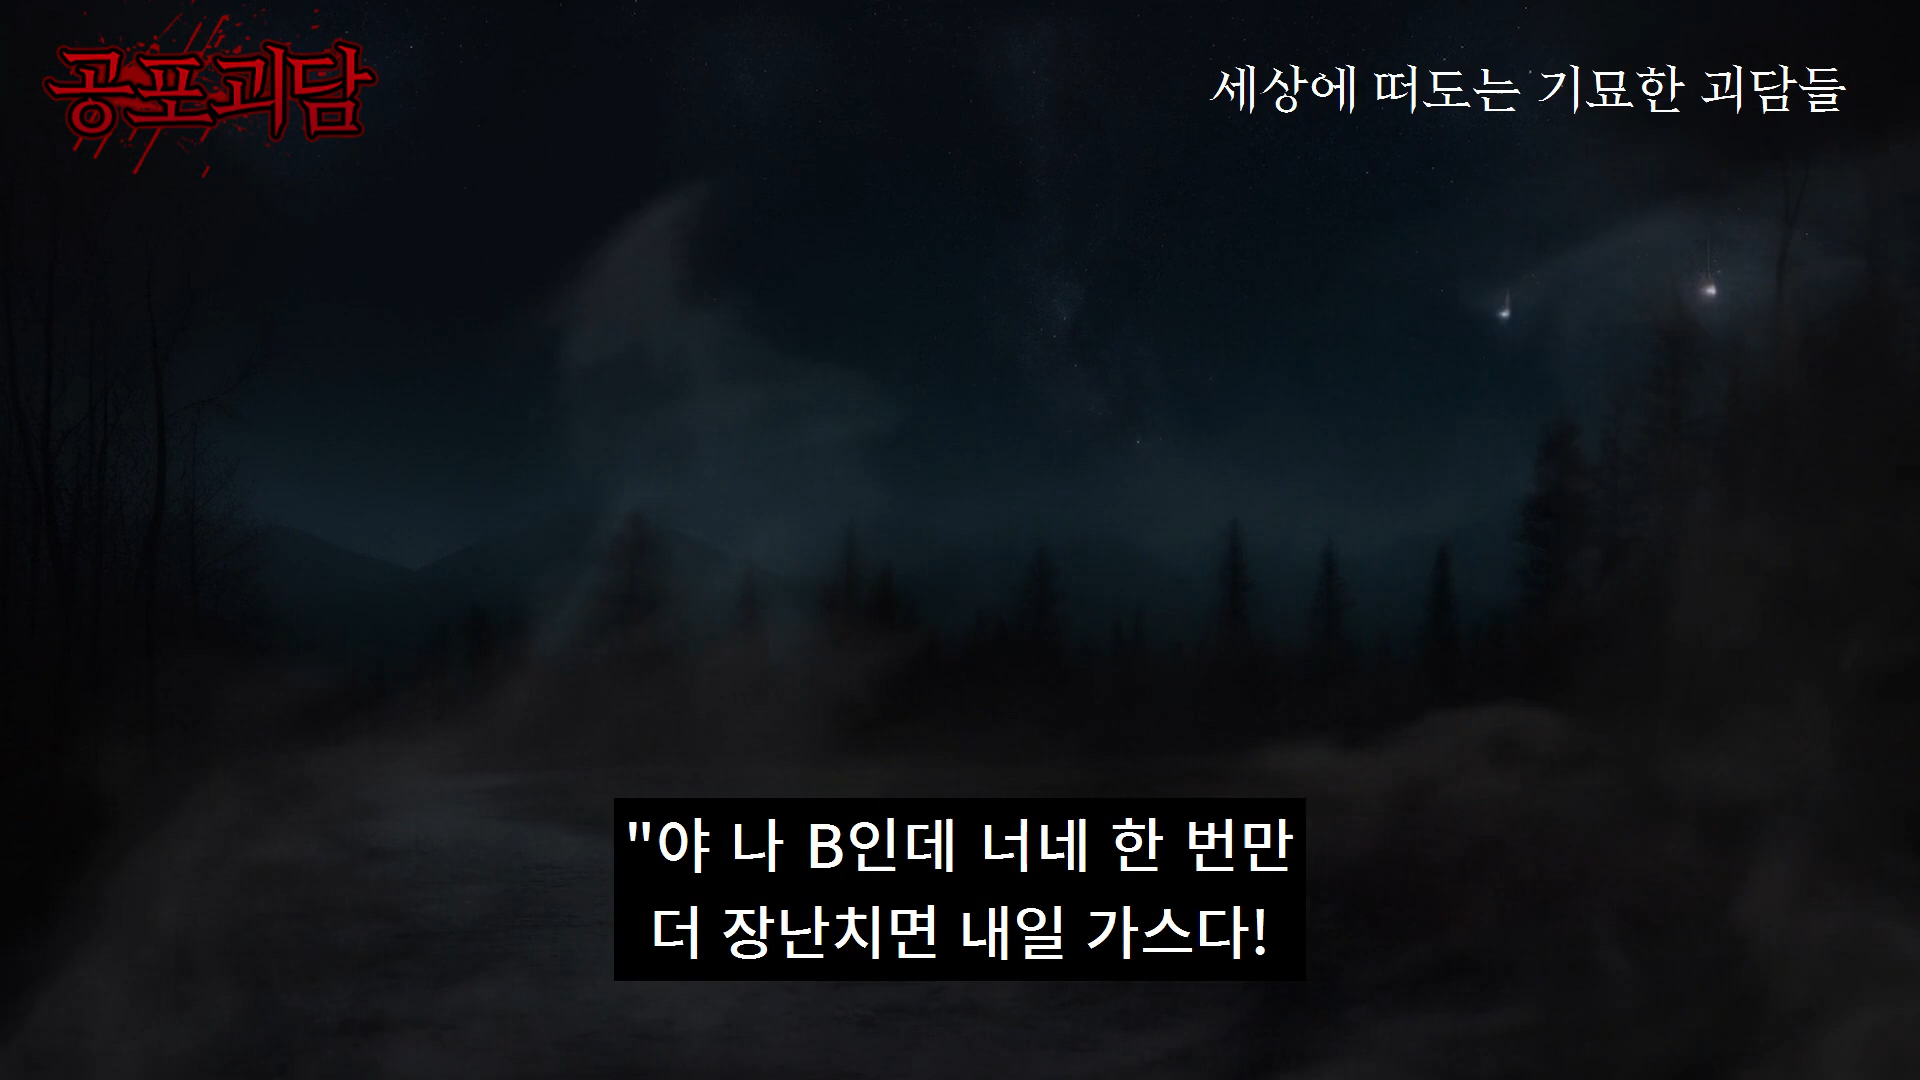 공포괴담
세상에 떠도는 기묘한 괴담들
"야 나 B인데 너네 한 번만
더 장난치면 내일 가스다!